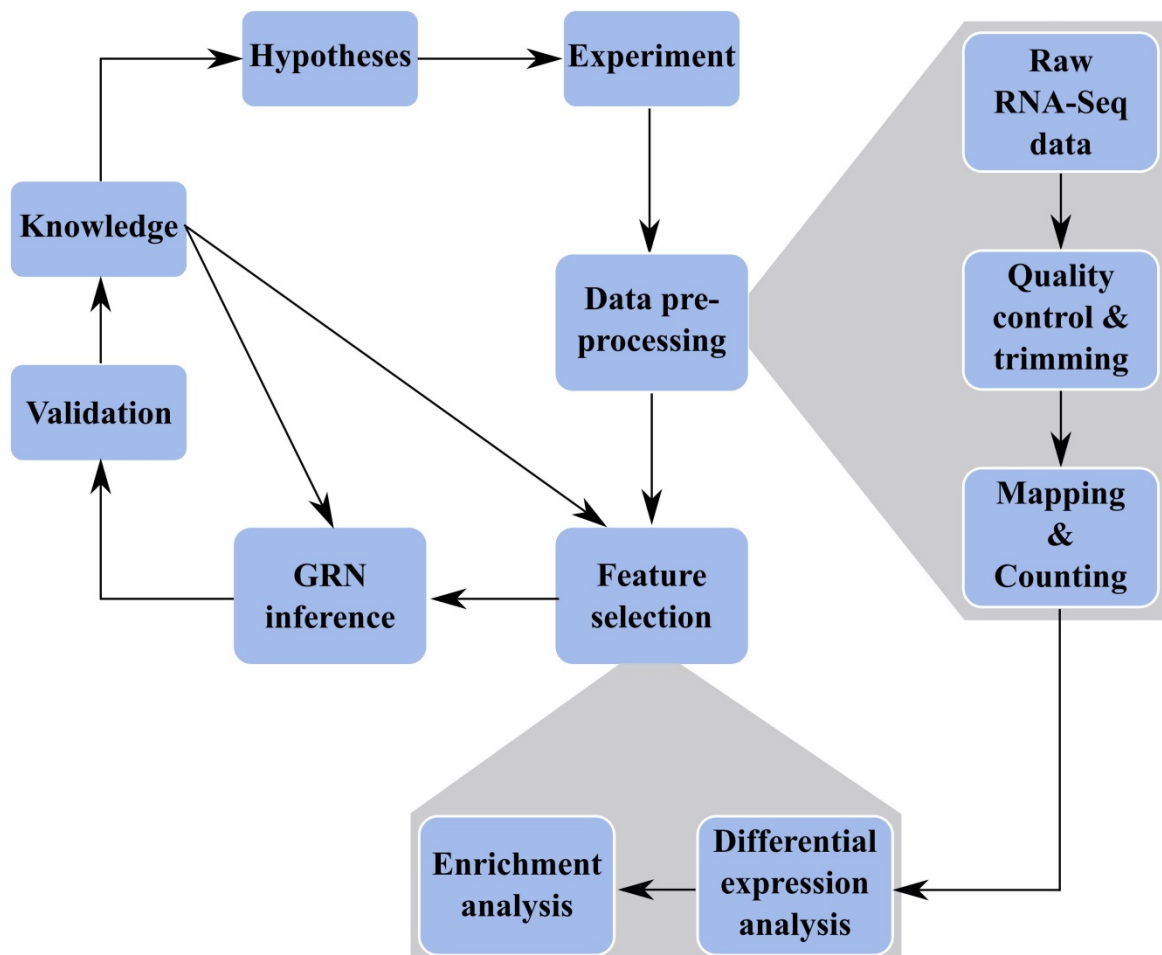 Hypotheses
Experiment
Raw
RNA-Seq
data
Knowledge
Data pre-
processing
Quality
control &
trimming
Validation
Mapping
&
Counting
GRN
inference
Feature
selection
Enrichment
analysis
Differential
expression
analysis